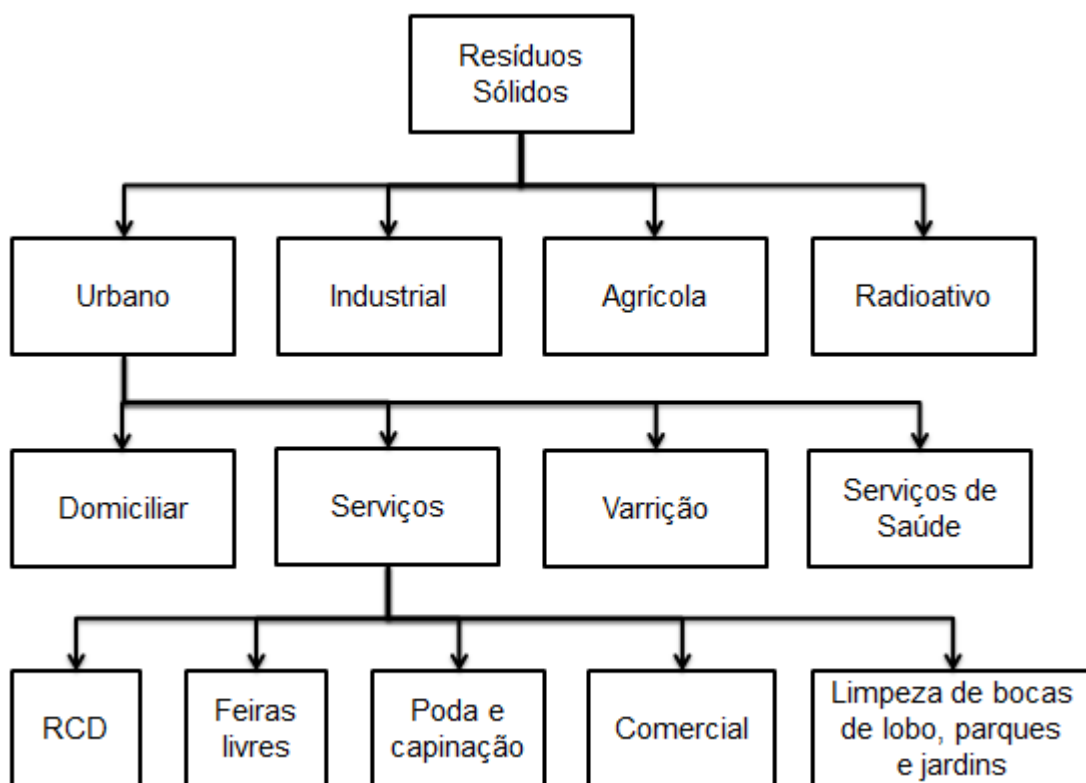 Resíduos
Sólidos
Urbano
Industrial
Agrícola
Radioativo
Domiciliar
Serviços
Varrição
Serviços de
Saúde
RCD
Feiras
livres
Poda e
capinação
Comercial
Limpeza de bocas
de lobo, parques
e jardins